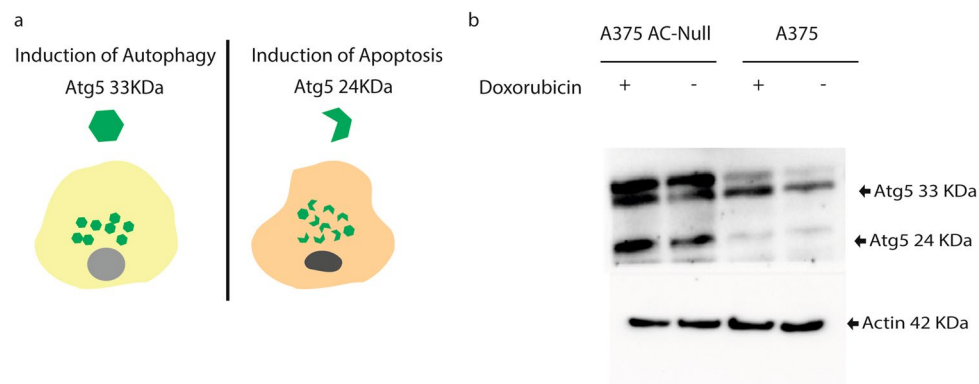 a
Induction of Autophagy
Atg5 33KDa
Induction of Apoptosis
Atg5 24KDa
b
A375 AC-Null A375
Doxorubicin + - + -
Atg5 33 KDa
Atg5 24 KDa
Actin 42 KDa